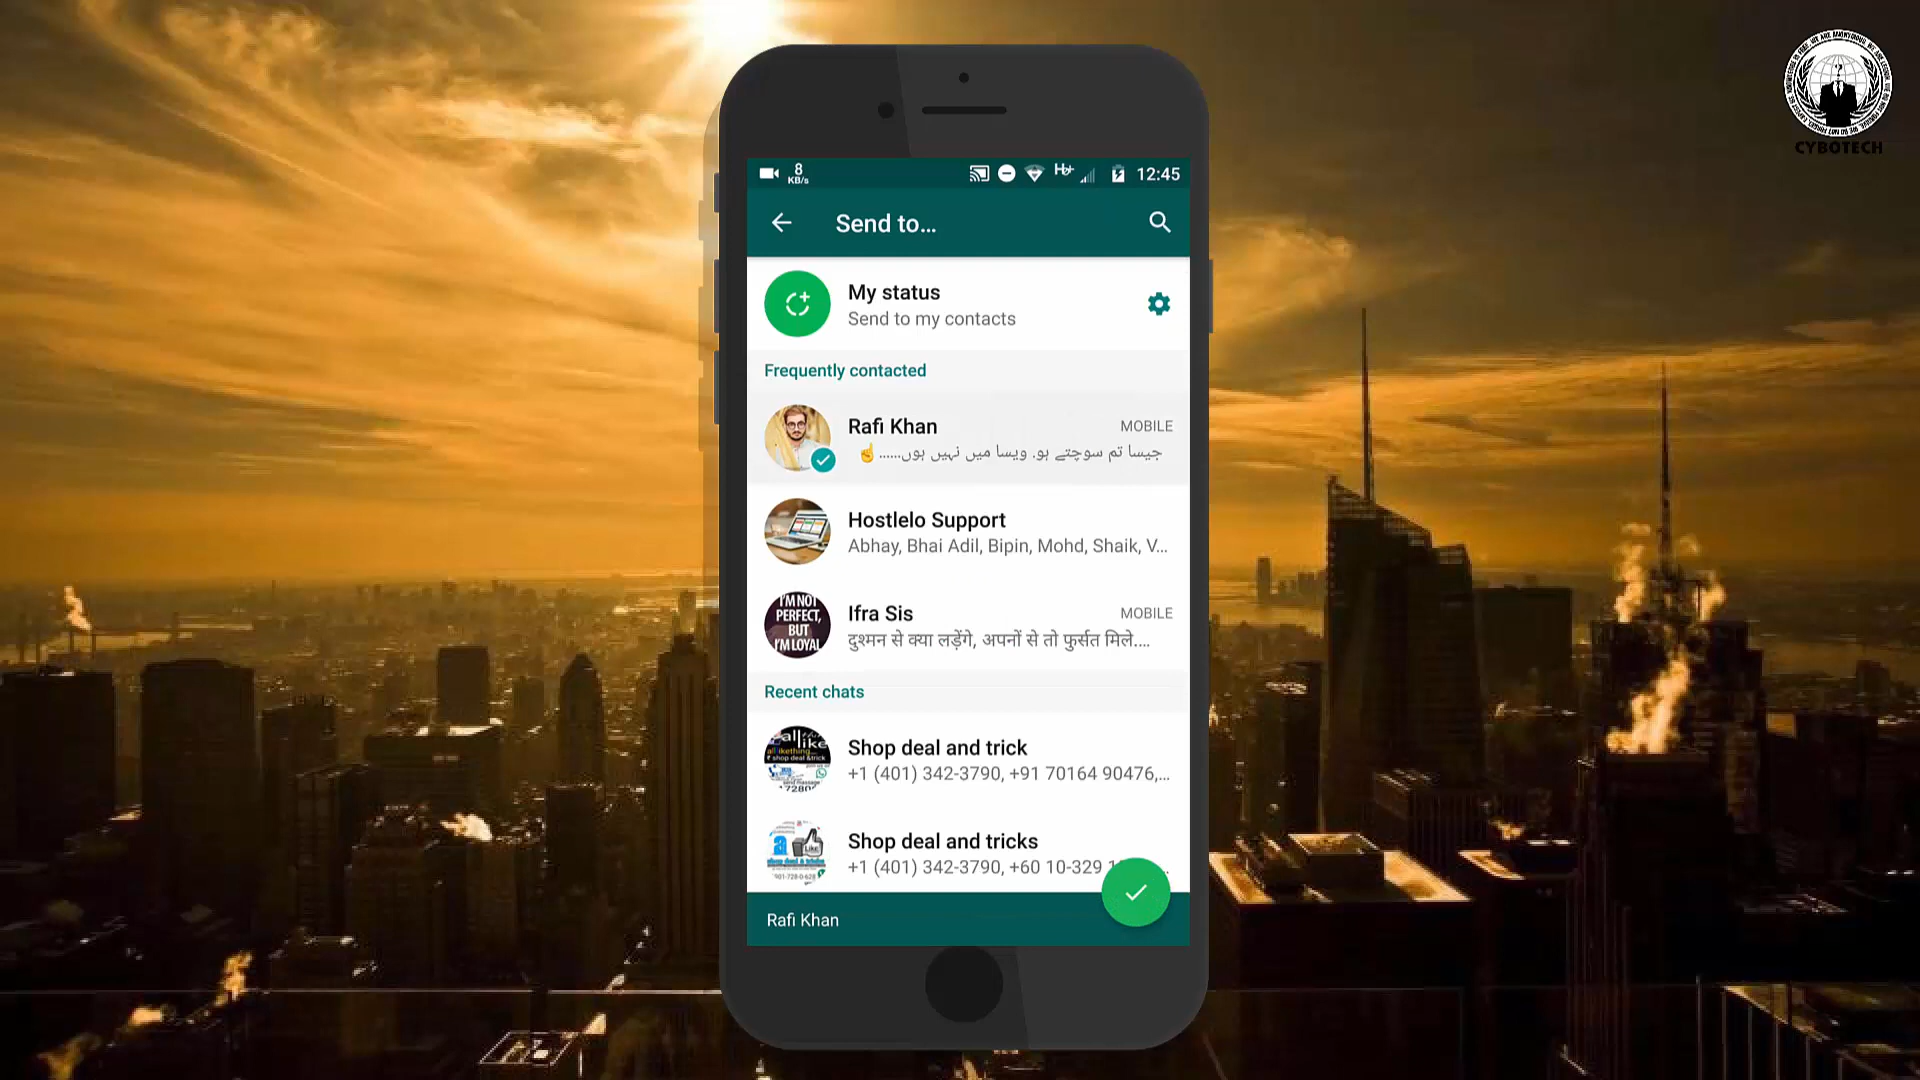 8
KB/s
12:45
Send to...
My status
Send to my contacts
Frequently contacted
Rafi Khan
MOBILE
جیسا تم سوچتے ہو. ویسا میں نہیں ہوں......☝
Hostlelo Support
Abhay, Bhai Adil, Bipin, Mohd, Shaik, V...
I'M NOT
PERFECT,
BUT
I'M LOYAL
Ifra Sis
MOBILE
दुश्मन से क्या लड़ेंगे, अपनों से तो फुर्सत मिले....
Recent chats
Shop deal and trick
+1 (401) 342-3790, +91 70164 90476,...
Shop deal and tricks
+1 (401) 342-3790, +60 10-329
Rafi Khan
CYBOTECH